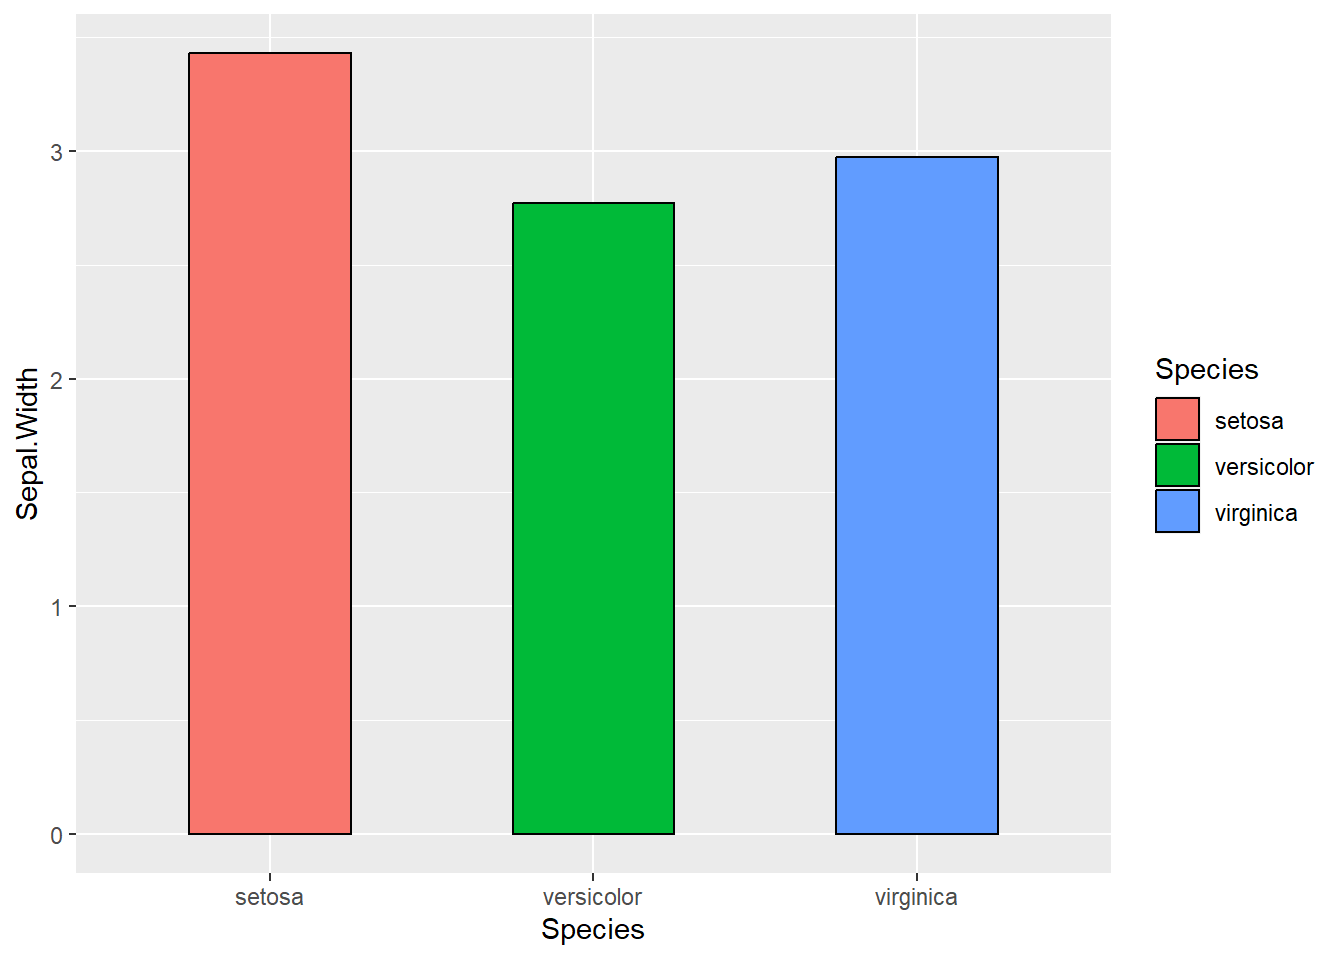 Sepal.Width
3
2
1
0
setosa
versicolor
virginica
Species
Species
setosa
versicolor
virginica